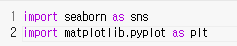 1 import seaborn as sns
2 import matplotlib.pyplot as plt